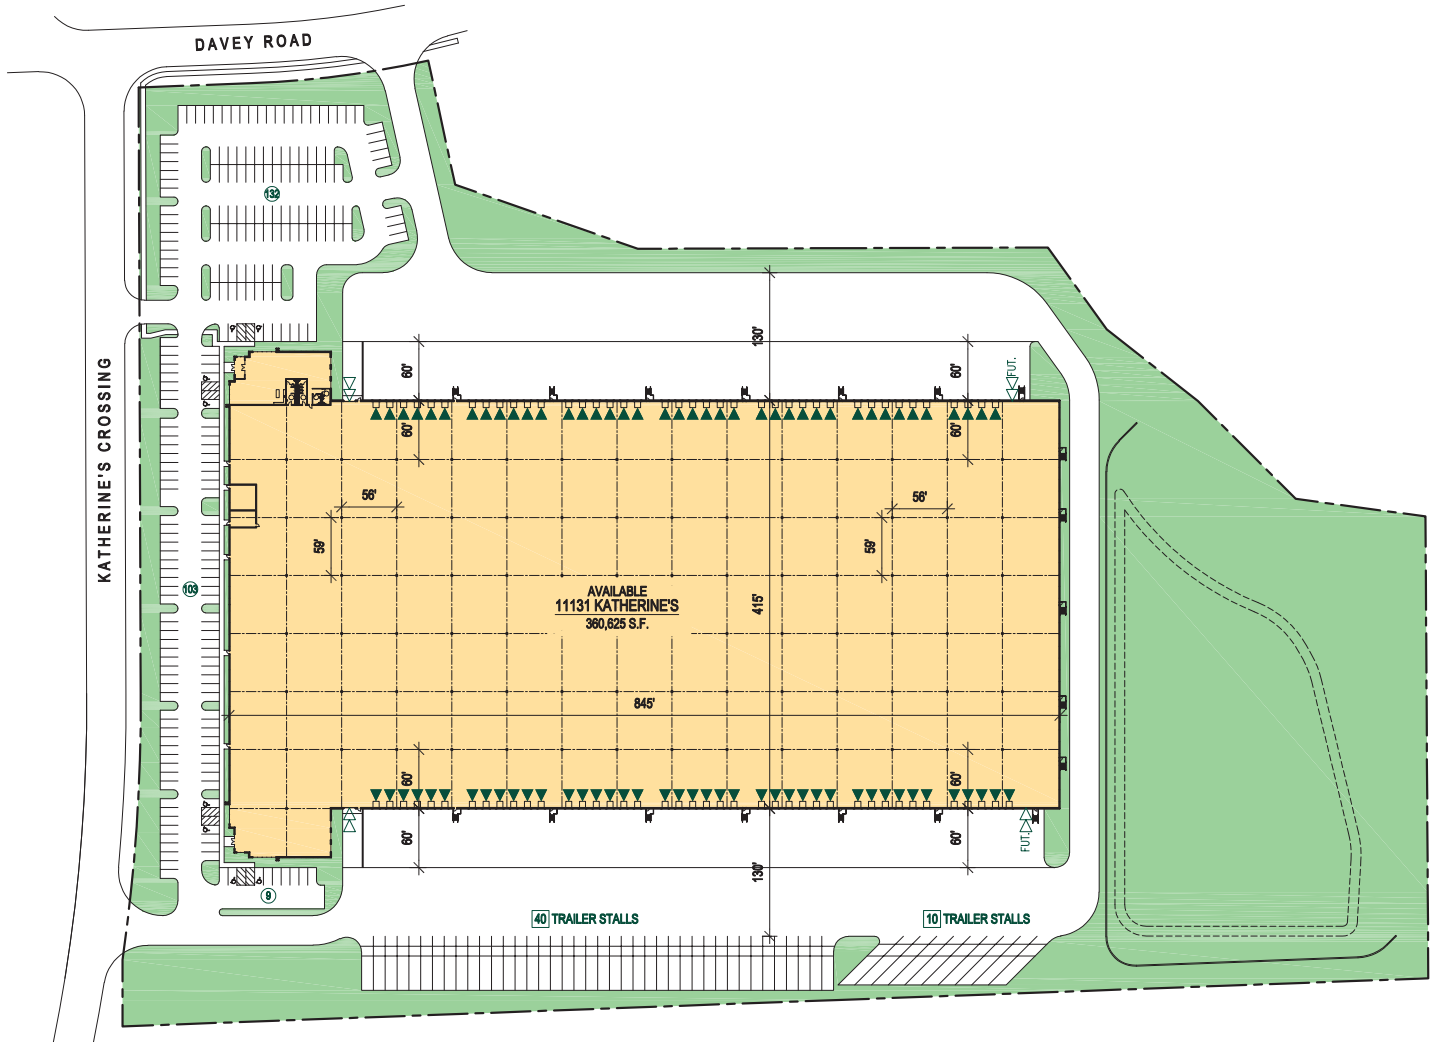 DAVEY ROAD
132
KATHERINE'S CROSSING
130'
60'
60'
FUT.
60'
60'
56'
56'
59'
59'
103
AVAILABLE
11131 KATHERINE'S
360,625 S.F.
415'
845'
60'
60'
60'
60'
FUT.
130'
9
40 TRAILER STALLS
10 TRAILER STALLS